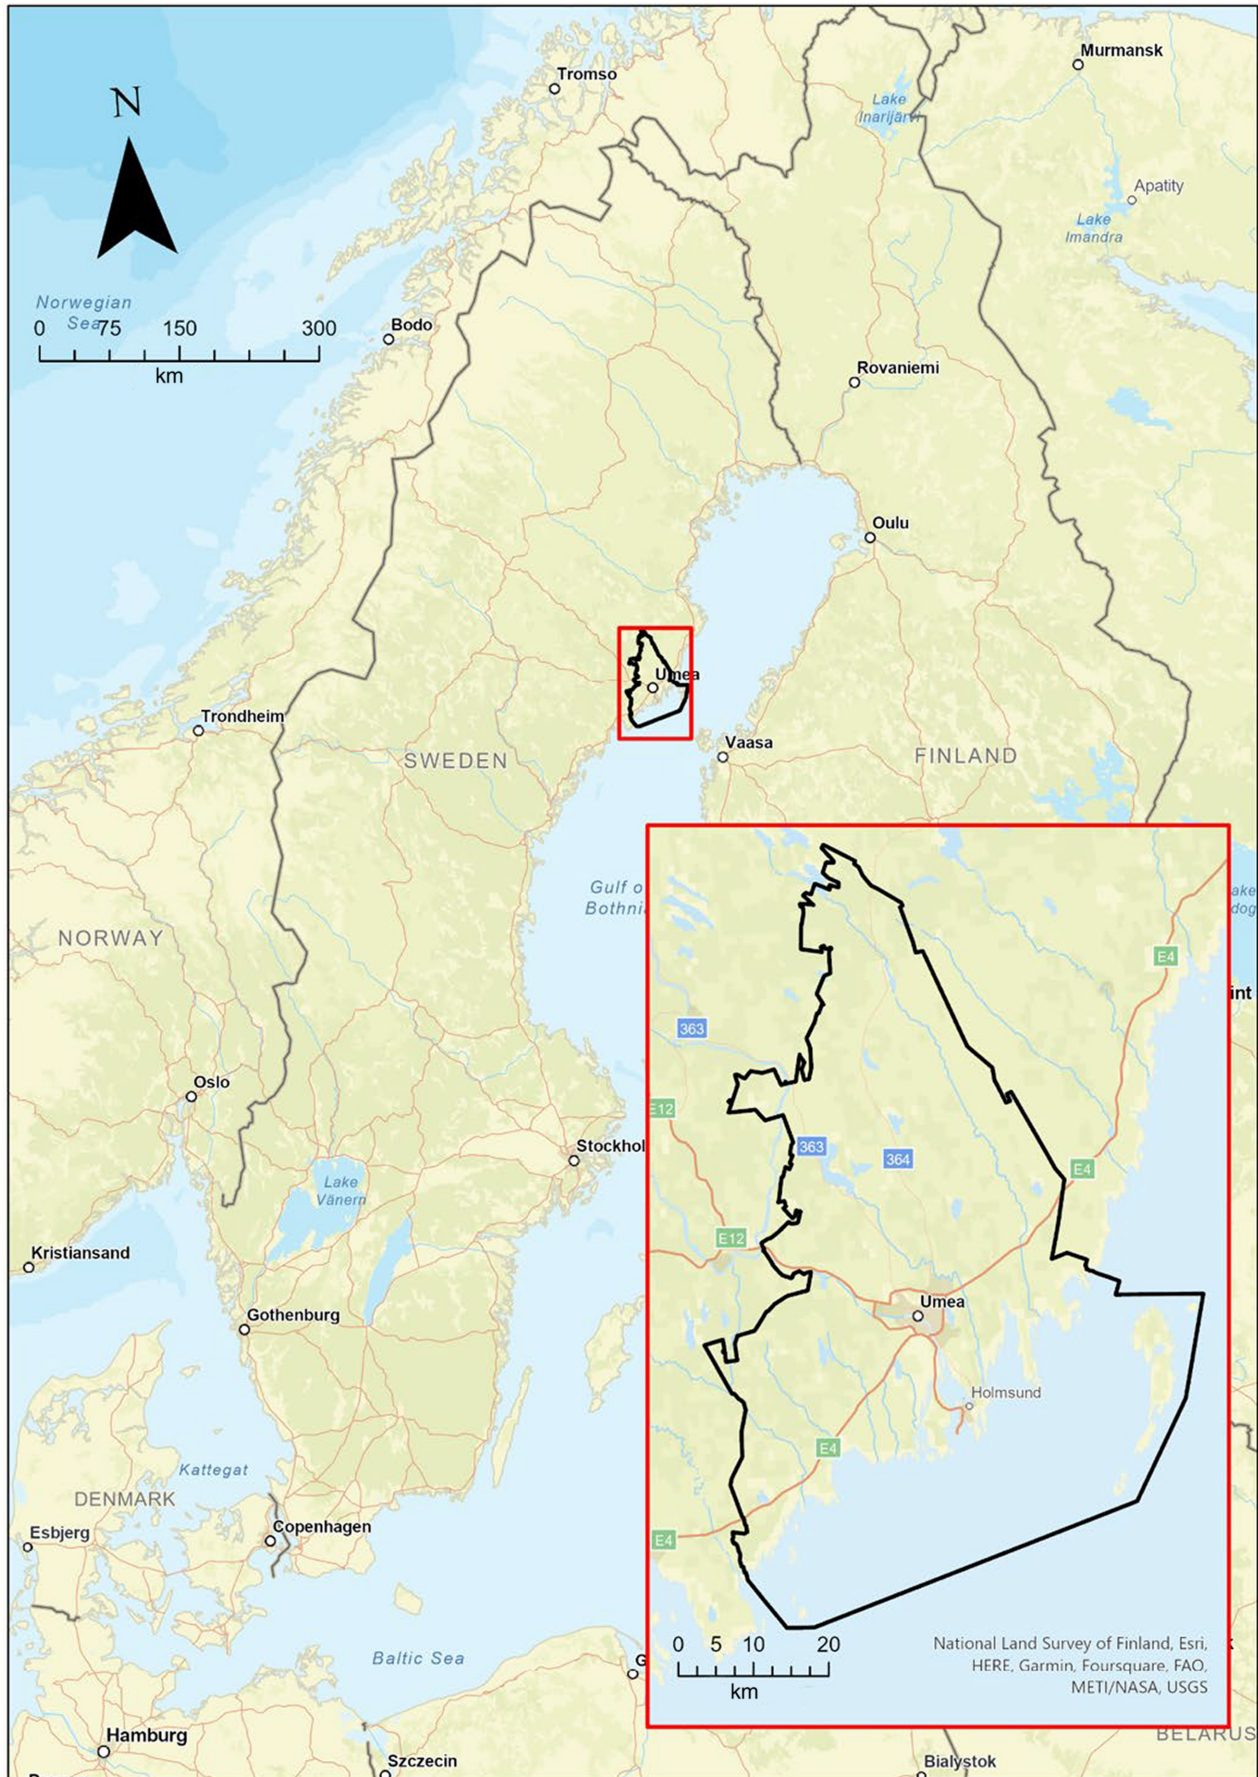 Murmansk
Tromso
N
Lake
Inarijärvi
Apatity
Lake
Imandra
Norwegian
Sea
0 75 150 300
km
Bodo
Rovaniemi
Oulu
Umea
Trondheim
Vaasa
SWEDEN
FINLAND
Gulf o
Bothni
ake
dog
NORWAY
E4
int
363
Oslo
E12
363
364
Stockhol
E4
Lake
Vänern
E12
Kristiansand
Umea
Gothenburg
Holmsund
E4
Kattegat
DENMARK
Copenhagen
Esbjerg
E4
Baltic Sea
G
0 5 10 20
km
National Land Survey of Finland, Esri,
HERE, Garmin, Foursquare, FAO,
METI/NASA, USGS
k
BELARUS
Hamburg
Szczecin
Bialystok